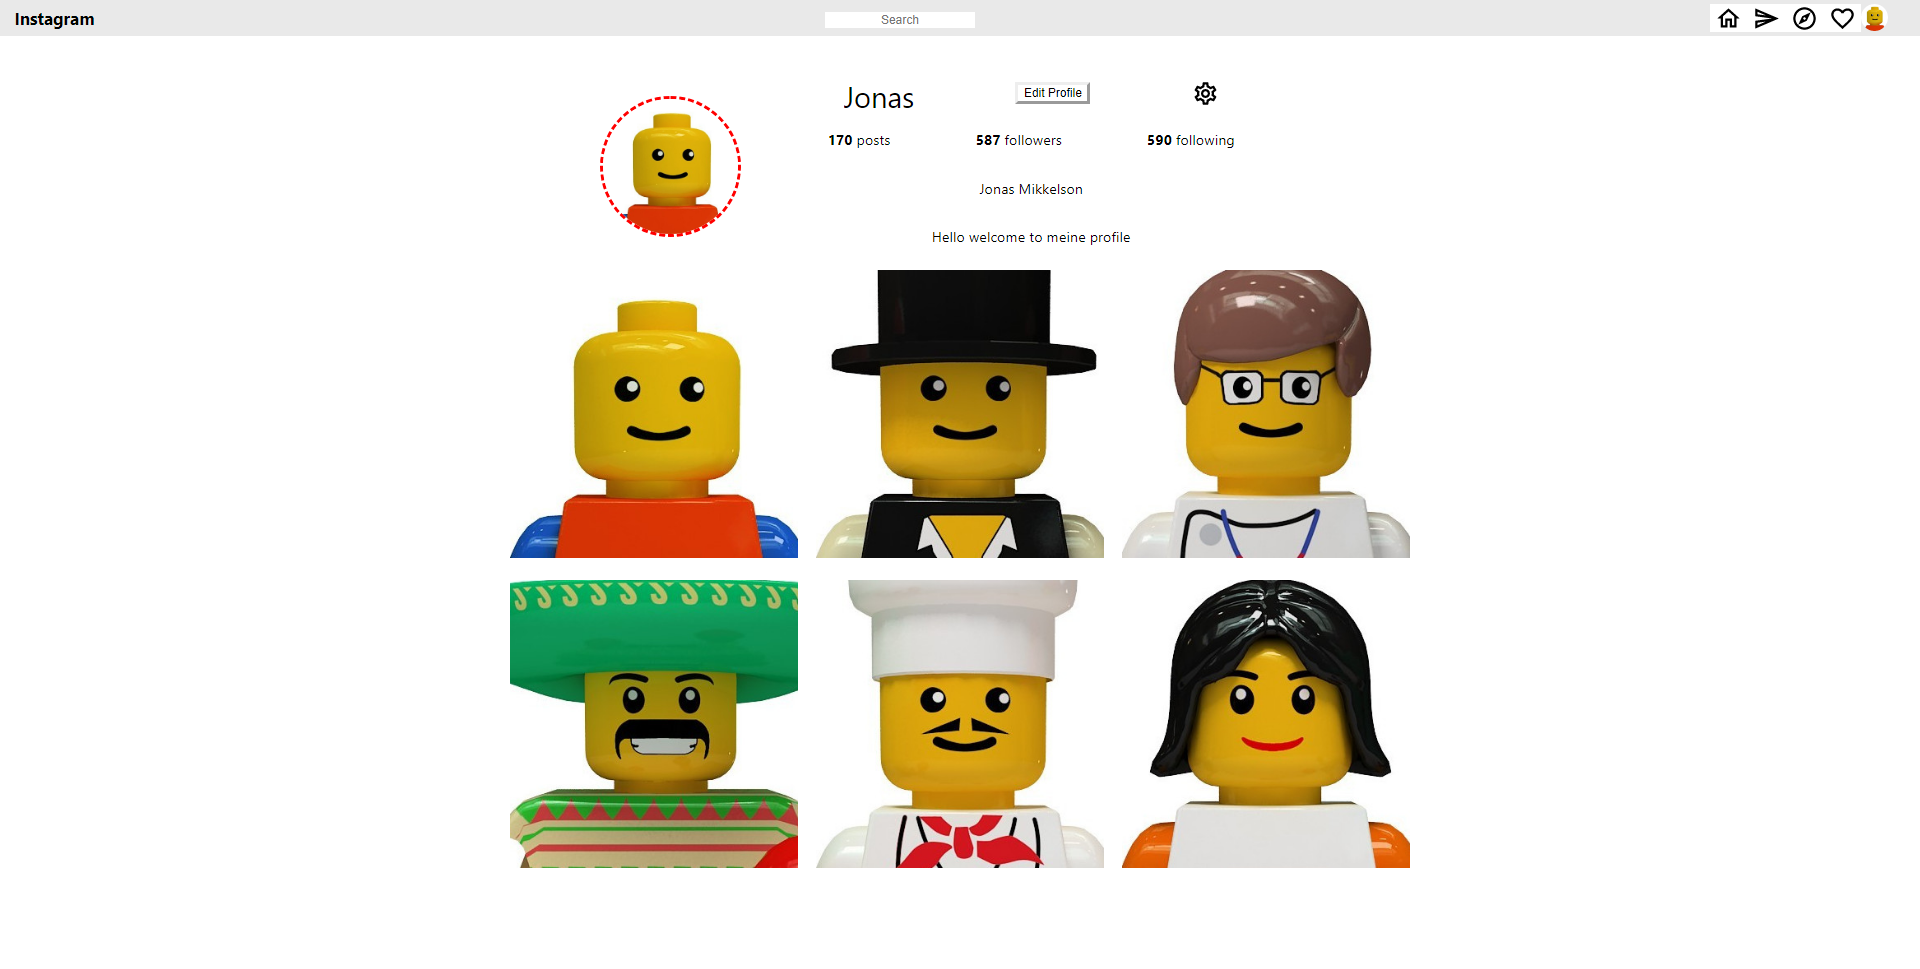 Instagram
Search
Jonas
Edit Profile
170 posts
587 followers
590 following
Jonas Mikkelson
Hello welcome to meine profile